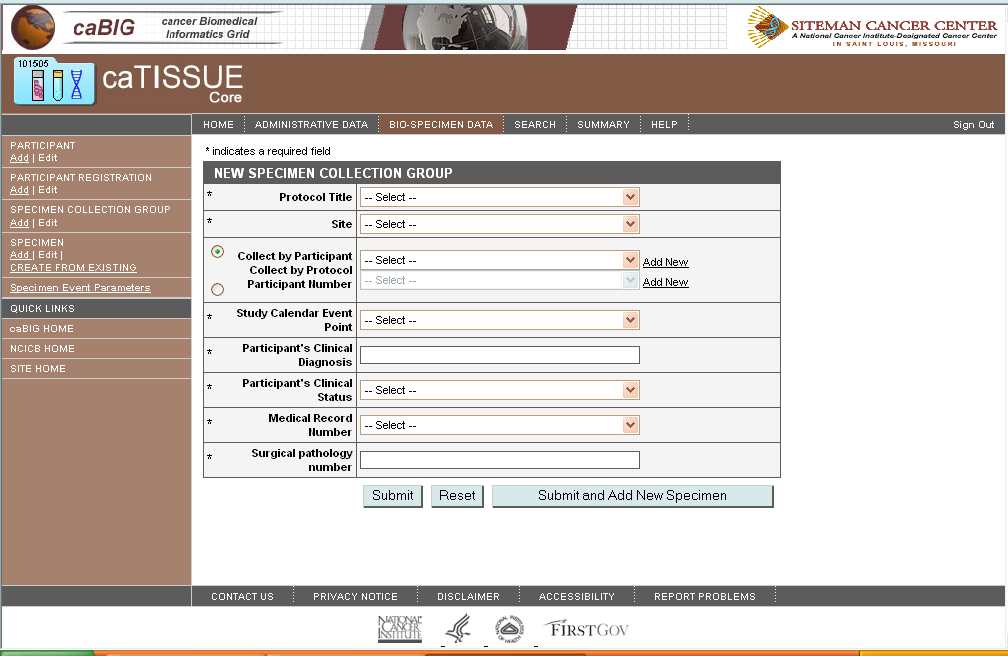 caBIG
cancer Biomedical
Informatics Grid
SITEMAN CANCER CENTER
A National Cancer Institute-Designated Cancer Center
IN SAINT LOUIS, MISSOURI
101505
caTISSUE
Core
HOME ADMINISTRATIVE DATA BIO-SPECIMEN DATA SEARCH SUMMARY HELP Sign Out
PARTICIPANT
Add | Edit
PARTICIPANT REGISTRATION
Add | Edit
SPECIMEN COLLECTION GROUP
Add | Edit
SPECIMEN
Add | Edit |
CREATE FROM EXISTING
Specimen Event Parameters
QUICK LINKS
caBIG HOME
NCICB HOME
SITE HOME
* indicates a required field
NEW SPECIMEN COLLECTION GROUP
* Protocol Title -- Select --
* Site -- Select --
Collect by Participant -- Select -- Add New
Collect by Protocol
Participant Number -- Select -- Add New
* Study Calendar Event
Point -- Select --
* Participant's Clinical
Diagnosis
* Participant's Clinical
Status -- Select --
* Medical Record
Number -- Select --
* Surgical pathology
number
Submit Reset Submit and Add New Specimen
CONTACT US PRIVACY NOTICE DISCLAIMER ACCESSIBILITY REPORT PROBLEMS
NATIONAL
CANCER
INSTITUTE
FIRSTGOV